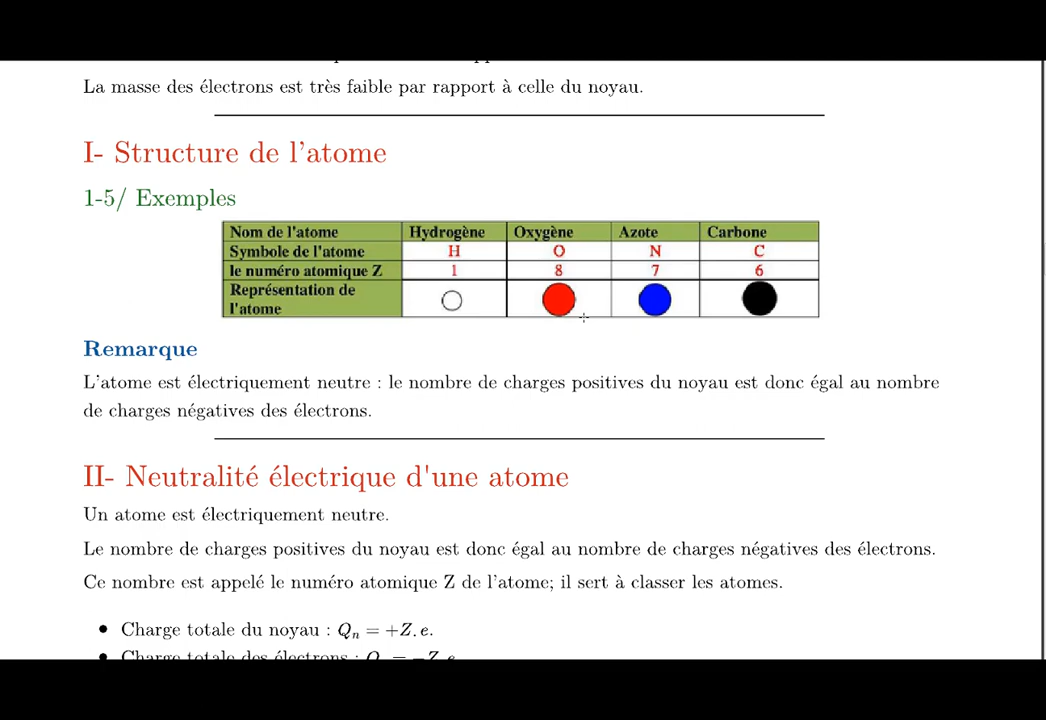 La masse des électrons est très faible par rapport à celle du noyau.
I- Structure de l'atome
1-5/ Exemples
Nom de l'atome Hydrogène Oxygène Azote Carbone
Symbole de l'atome H O N C
le numéro atomique Z 1 8 7 6
Représentation de
l'atome
Remarque
L'atome est électriquement neutre : le nombre de charges positives du noyau est donc égal au nombre
de charges négatives des électrons.
II- Neutralité électrique d'une atome
Un atome est électriquement neutre.
Le nombre de charges positives du noyau est donc égal au nombre de charges négatives des électrons.
Ce nombre est appelé le numéro atomique Z de l'atome; il sert à classer les atomes.
• Charge totale du noyau : Qn = +Z.e.
• Charge totale des électrons : Q = −Z.e